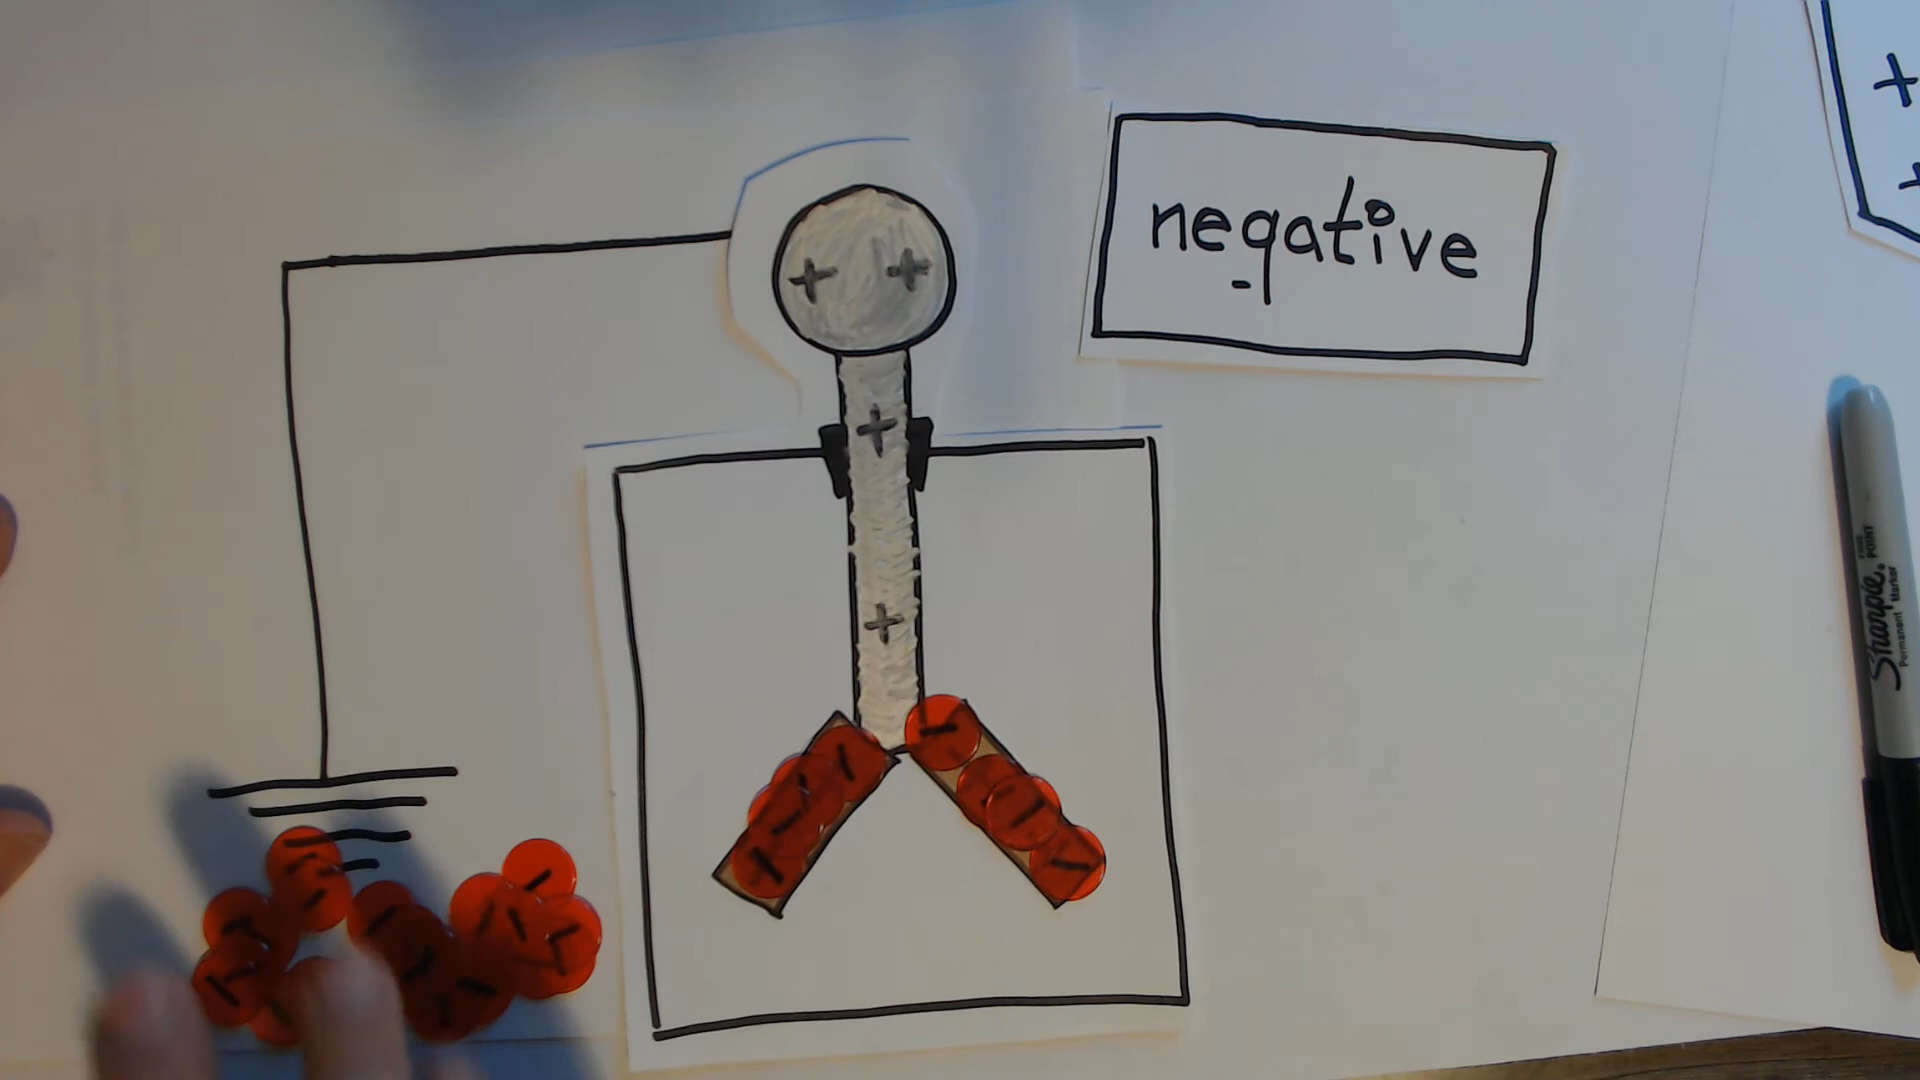 negative
-
+ +
+
+
+
+
Sharpie
FINE POINT
Permanent Marker